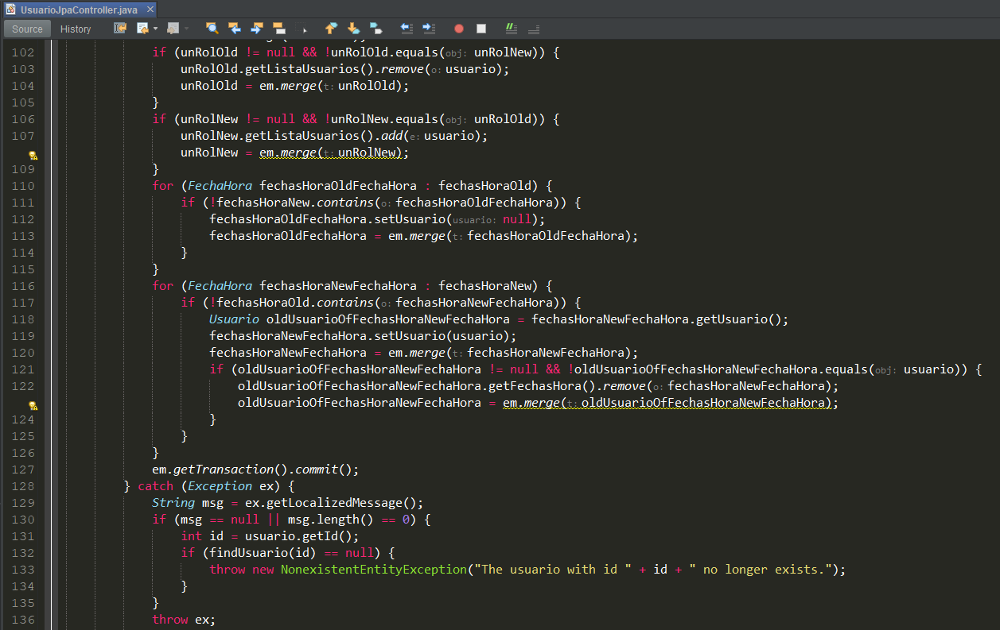 UsuarioJpaController.java ×
Source History
102 if (unRolOld != null && !unRolOld.equals(obj: unRolNew)) {
103 unRolOld.getListaUsuarios().remove(o: usuario);
104 unRolOld = em.merge(t: unRolOld);
105 }
106 if (unRolNew != null && !unRolNew.equals(obj: unRolOld)) {
107 unRolNew.getListaUsuarios().add(e: usuario);
unRolNew = em.merge(t: unRolNew);
109 }
110 for (FechaHora fechasHoraOldFechaHora : fechasHoraOld) {
111 if (!fechasHoraNew.contains(o: fechasHoraOldFechaHora)) {
112 fechasHoraOldFechaHora.setUsuario(usuario: null);
113 fechasHoraOldFechaHora = em.merge(t: fechasHoraOldFechaHora);
114 }
115 }
116 for (FechaHora fechasHoraNewFechaHora : fechasHoraNew) {
117 if (!fechasHoraOld.contains(o: fechasHoraNewFechaHora)) {
118 Usuario oldUsuarioOfFechasHoraNewFechaHora = fechasHoraNewFechaHora.getUsuario();
119 fechasHoraNewFechaHora.setUsuario(usuario);
120 fechasHoraNewFechaHora = em.merge(t: fechasHoraNewFechaHora);
121 if (oldUsuarioOfFechasHoraNewFechaHora != null && !oldUsuarioOfFechasHoraNewFechaHora.equals(obj: usuario)) {
122 oldUsuarioOfFechasHoraNewFechaHora.getFechasHora().remove(o: fechasHoraNewFechaHora);
oldUsuarioOfFechasHoraNewFechaHora = em.merge(t: oldUsuarioOfFechasHoraNewFechaHora);
124 }
125 }
126 }
127 em.getTransaction().commit();
128 } catch (Exception ex) {
129 String msg = ex.getLocalizedMessage();
130 if (msg == null || msg.length() == 0) {
131 int id = usuario.getId();
132 if (findUsuario(id) == null) {
133 throw new NonexistentEntityException("The usuario with id " + id + " no longer exists.");
134 }
135 }
136 throw ex;